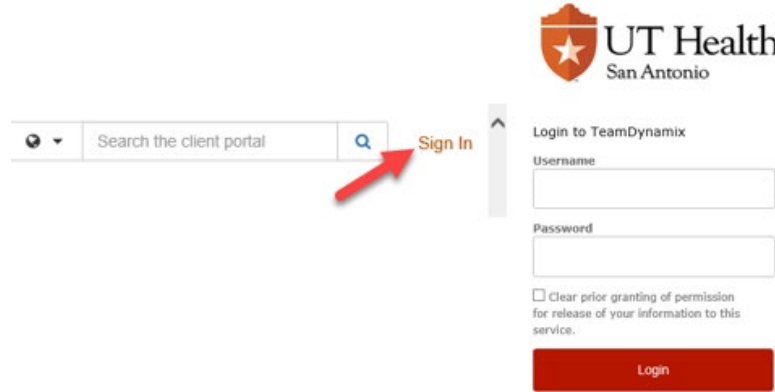 UT Health
San Antonio
Search the client portal
Sign In
Login to TeamDynamix
Username
Password
Clear prior granting of permission
for release of your information to this
service.
Login